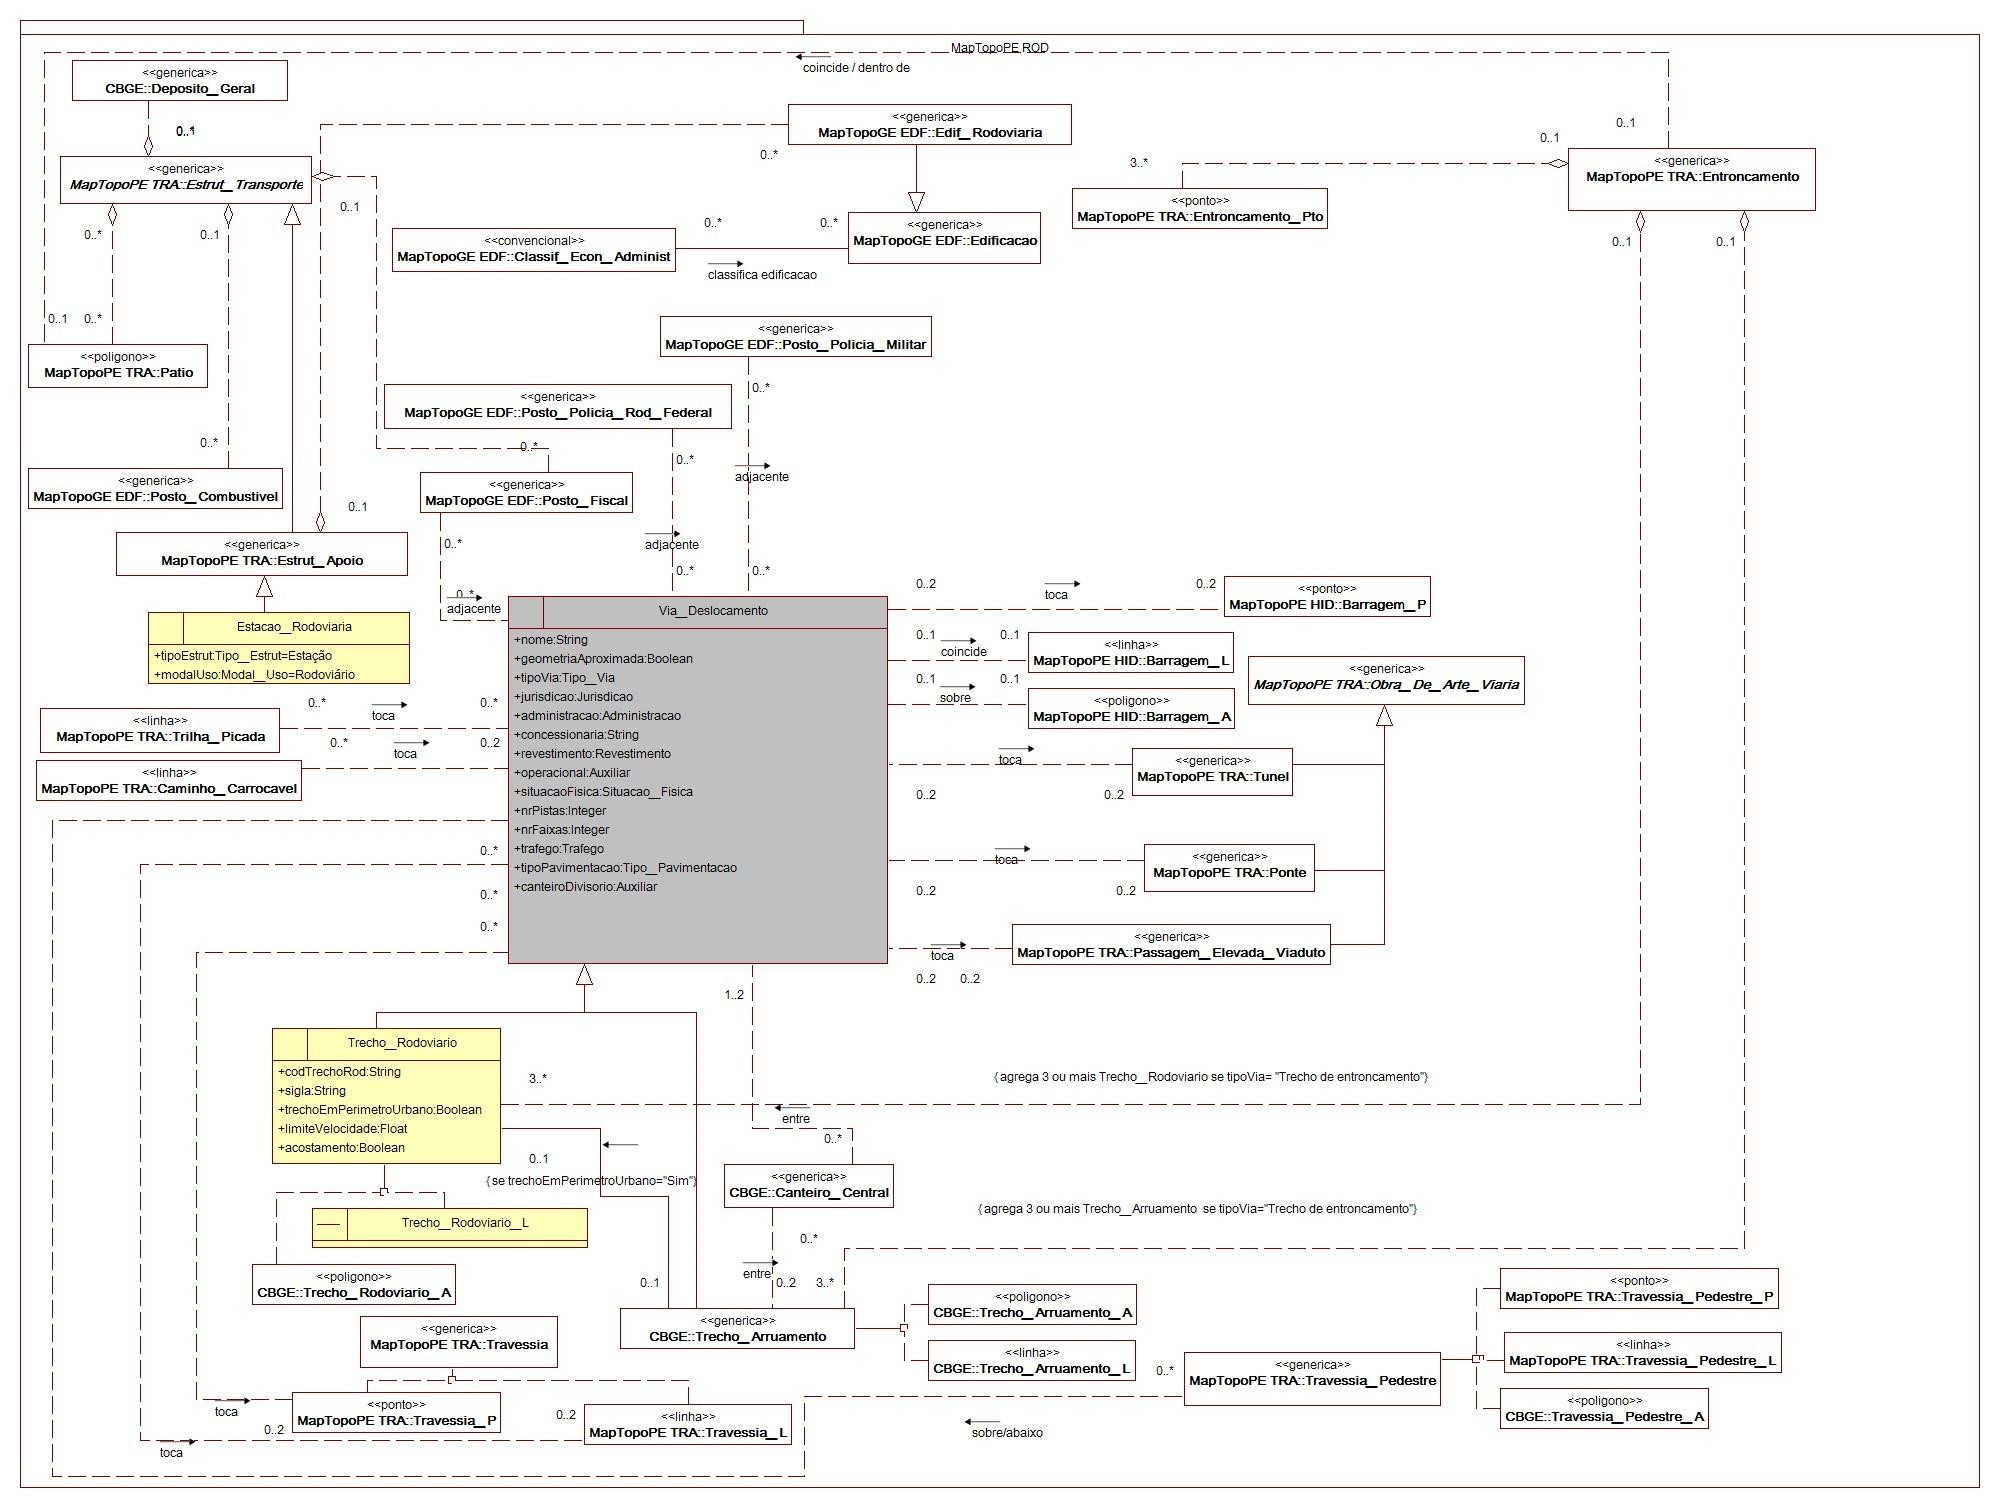 MapTopoPE ROD
coincide / dentro de
<<generica>>
CBGE::Deposito__Geral
0..1
<<generica>>
MapTopoPE TRA::Estrut__Transporte
0..1
0..*
0..1
<<generica>>
MapTopoGE EDF::Edif__Rodoviaria
0..*
0..1
0..1
3..*
<<generica>>
MapTopoPE TRA::Entroncamento
<<ponto>>
MapTopoPE TRA::Entroncamento__Pto
0..1
0..1
<<convencional>>
MapTopoGE EDF::Classif__Econ__Administ
0..*
0..*
classifica edificacao
<<generica>>
MapTopoGE EDF::Edificacao
0..1
0..*
<<poligono>>
MapTopoPE TRA::Patio
<<generica>>
MapTopoGE EDF::Posto__Policia__Militar
0..*
<<generica>>
MapTopoGE EDF::Posto__Policia__Rod__Federal
0..*
0..*
0..*
adjacente
<<generica>>
MapTopoGE EDF::Posto__Combustivel
<<generica>>
MapTopoGE EDF::Posto__Fiscal
0..1
0..*
adjacente
<<generica>>
MapTopoPE TRA::Estrut__Apoio
0..*
0..*
0..*
adjacente
Estacao__Rodoviaria
+tipoEstrut:Tipo__Estrut=Estação
+modalUso:Modal__Uso=Rodoviário
Via__Deslocamento
+nome:String
+geometriaAproximada:Boolean
+tipoVia:Tipo__Via
+jurisdicao:Jurisdicao
+administracao:Administracao
+concessionaria:String
+revestimento:Revestimento
+operacional:Auxiliar
+situacaoFisica:Situacao__Fisica
+nrPistas:Integer
+nrFaixas:Integer
+trafego:Trafego
+tipoPavimentacao:Tipo__Pavimentacao
+canteiroDivisorio:Auxiliar
0..2
toca
0..2
<<ponto>>
MapTopoPE HID::Barragem__P
0..1
coincide
0..1
<<linha>>
MapTopoPE HID::Barragem__L
0..1
sobre
0..1
<<poligono>>
MapTopoPE HID::Barragem__A
<<generica>>
MapTopoPE TRA::Obra__De__Arte__Viaria
0..*
toca
0..*
<<linha>>
MapTopoPE TRA::Trilha__Picada
0..*
toca
0..2
<<linha>>
MapTopoPE TRA::Caminho__Carrocavel
toca
<<generica>>
MapTopoPE TRA::Tunel
0..2
0..2
toca
<<generica>>
MapTopoPE TRA::Ponte
0..2
0..2
0..*
0..*
0..*
toca
<<generica>>
MapTopoPE TRA::Passagem__Elevada__Viaduto
0..2
0..2
1..2
Trecho__Rodoviario
+codTrechoRod:String
+sigla:String
+trechoEmPerimetroUrbano:Boolean
+limiteVelocidade:Float
+acostamento:Boolean
3..*
{agrega 3 ou mais Trecho__Rodoviario se tipoVia= "Trecho de entroncamento"}
entre
0..*
0..1
{se trechoEmPerimetroUrbano="Sim"}
<<generica>>
CBGE::Canteiro__Central
{agrega 3 ou mais Trecho__Arruamento  se tipoVia="Trecho de entroncamento"}
Trecho__Rodoviario__L
0..*
entre
0..2
3..*
0..1
<<poligono>>
CBGE::Trecho__Rodoviario__A
<<generica>>
CBGE::Trecho__Arruamento
<<poligono>>
CBGE::Trecho__Arruamento__A
<<linha>>
CBGE::Trecho__Arruamento__L
<<ponto>>
MapTopoPE TRA::Travessia__Pedestre__P
<<linha>>
MapTopoPE TRA::Travessia__Pedestre__L
<<poligono>>
CBGE::Travessia__Pedestre__A
0..*
<<generica>>
MapTopoPE TRA::Travessia__Pedestre
<<generica>>
MapTopoPE TRA::Travessia
toca
<<ponto>>
MapTopoPE TRA::Travessia__P
0..2
0..2
<<linha>>
MapTopoPE TRA::Travessia__L
toca
sobre/abaixo